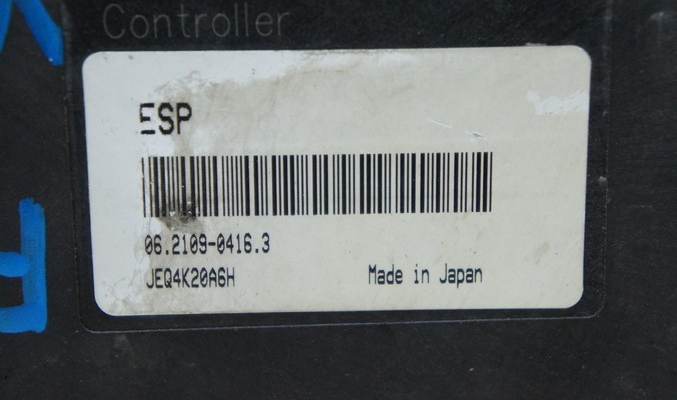 Controller
ESP
06.2109-0416.3
JEQ4K20A6H
Made in Japan